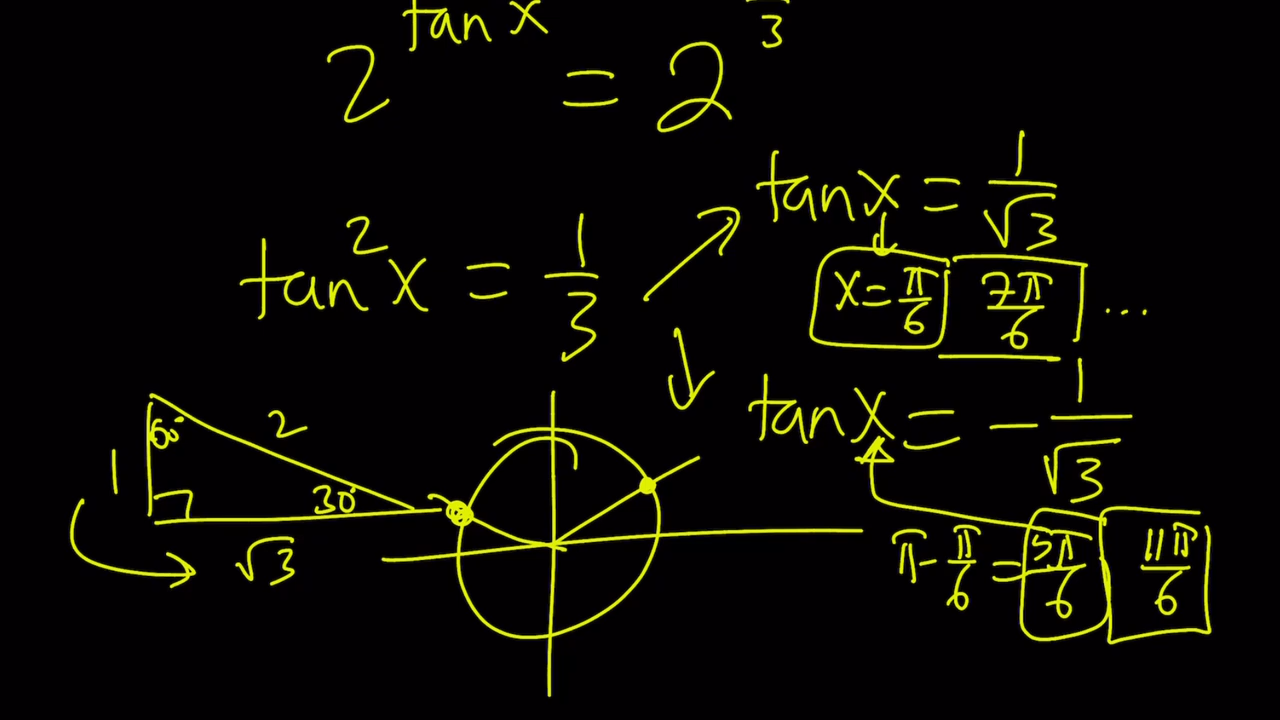 2^{tan x} = 2^{\overline{3}}
tan²x = 1/3
tan x = 1/√3
x = π/6  7π/6 ...
tan x = - 1/√3
π - π/6 = 5π/6  11π/6
60° 2
1 30°
√3